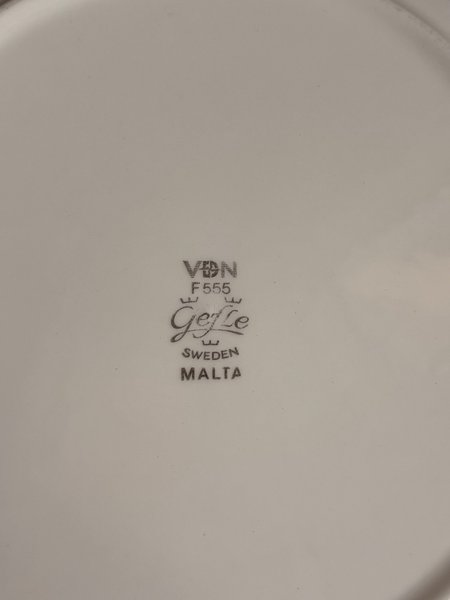 VDN
F555
Gefle
SWEDEN
MALTA